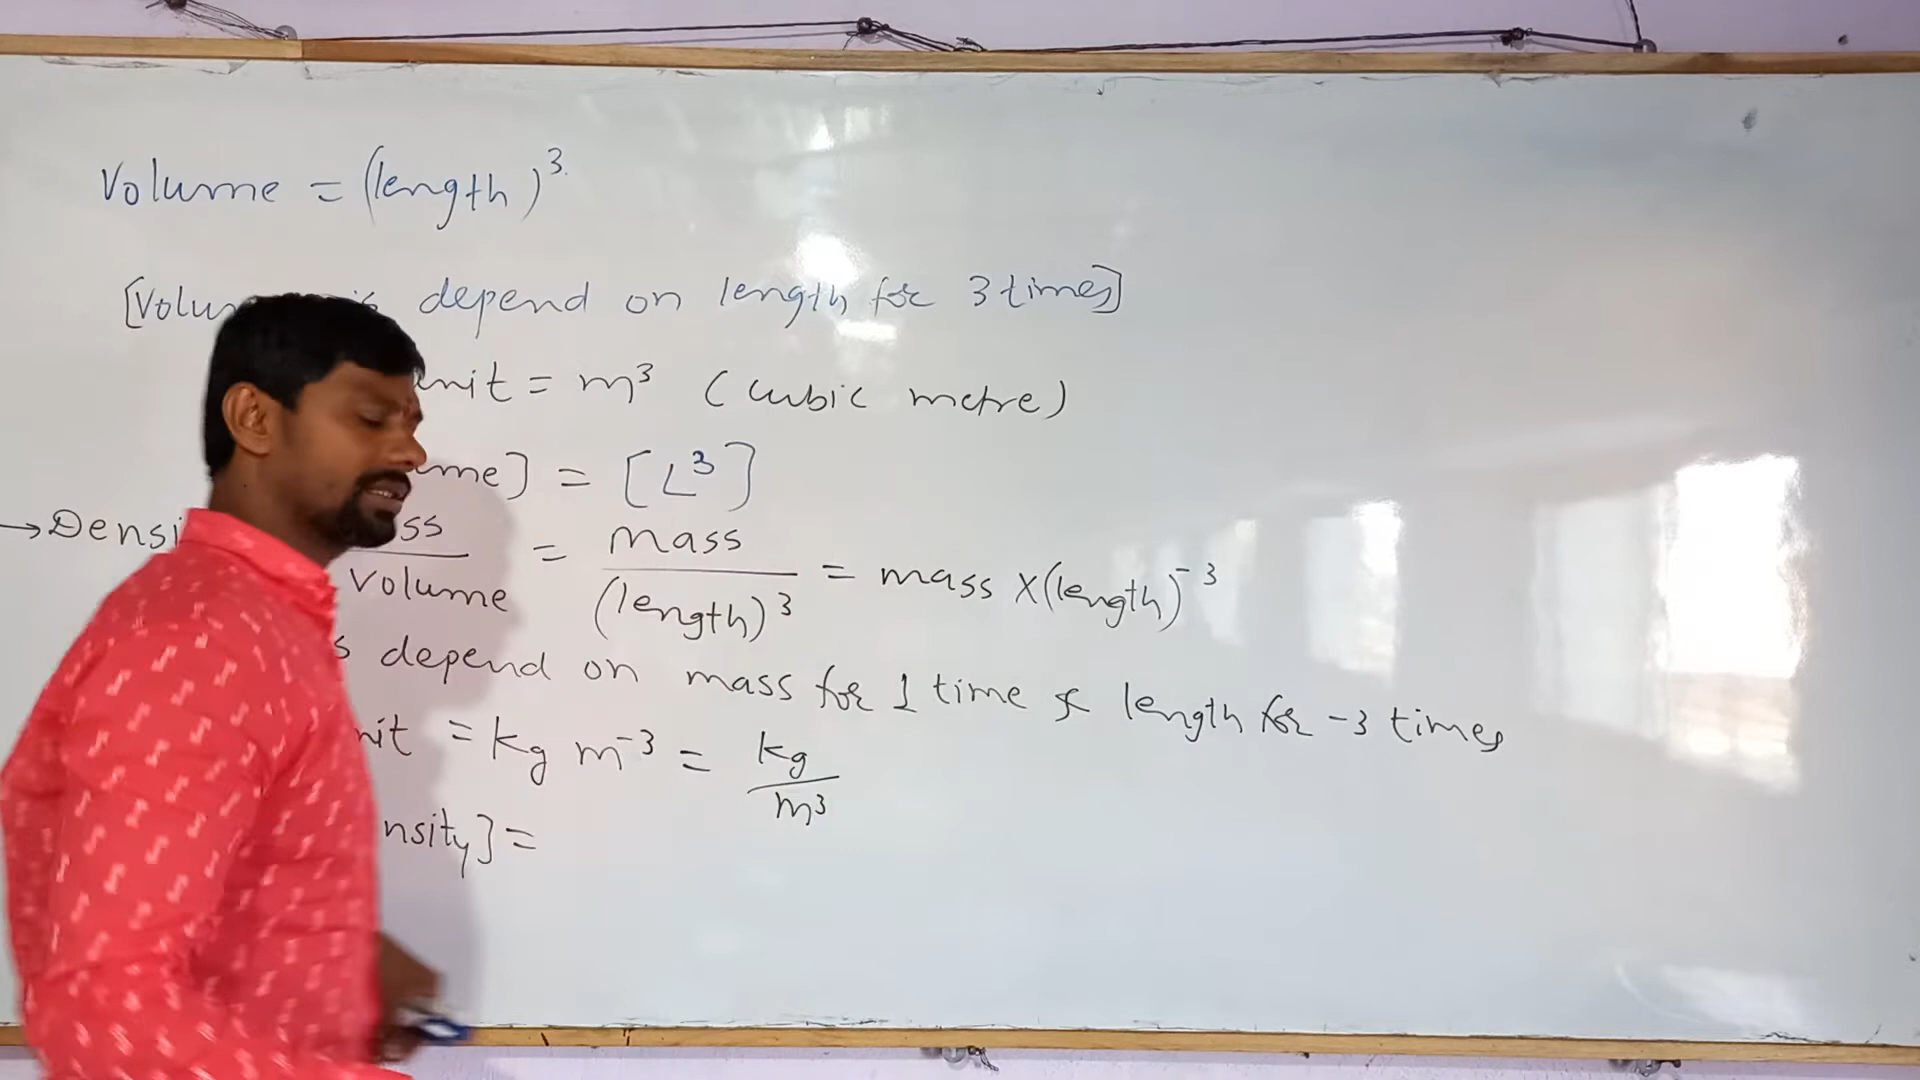 Volume = (length)³
[Volu depend on length for 3 times]
unit = m³ (cubic metre)
ume] = [L³]
→ Densi ss/volume = mass/(length)³ = mass x (length)⁻³
s depend on mass for 1 time & length for -3 times
nit = kg m⁻³ = kg/m³
nsity] =